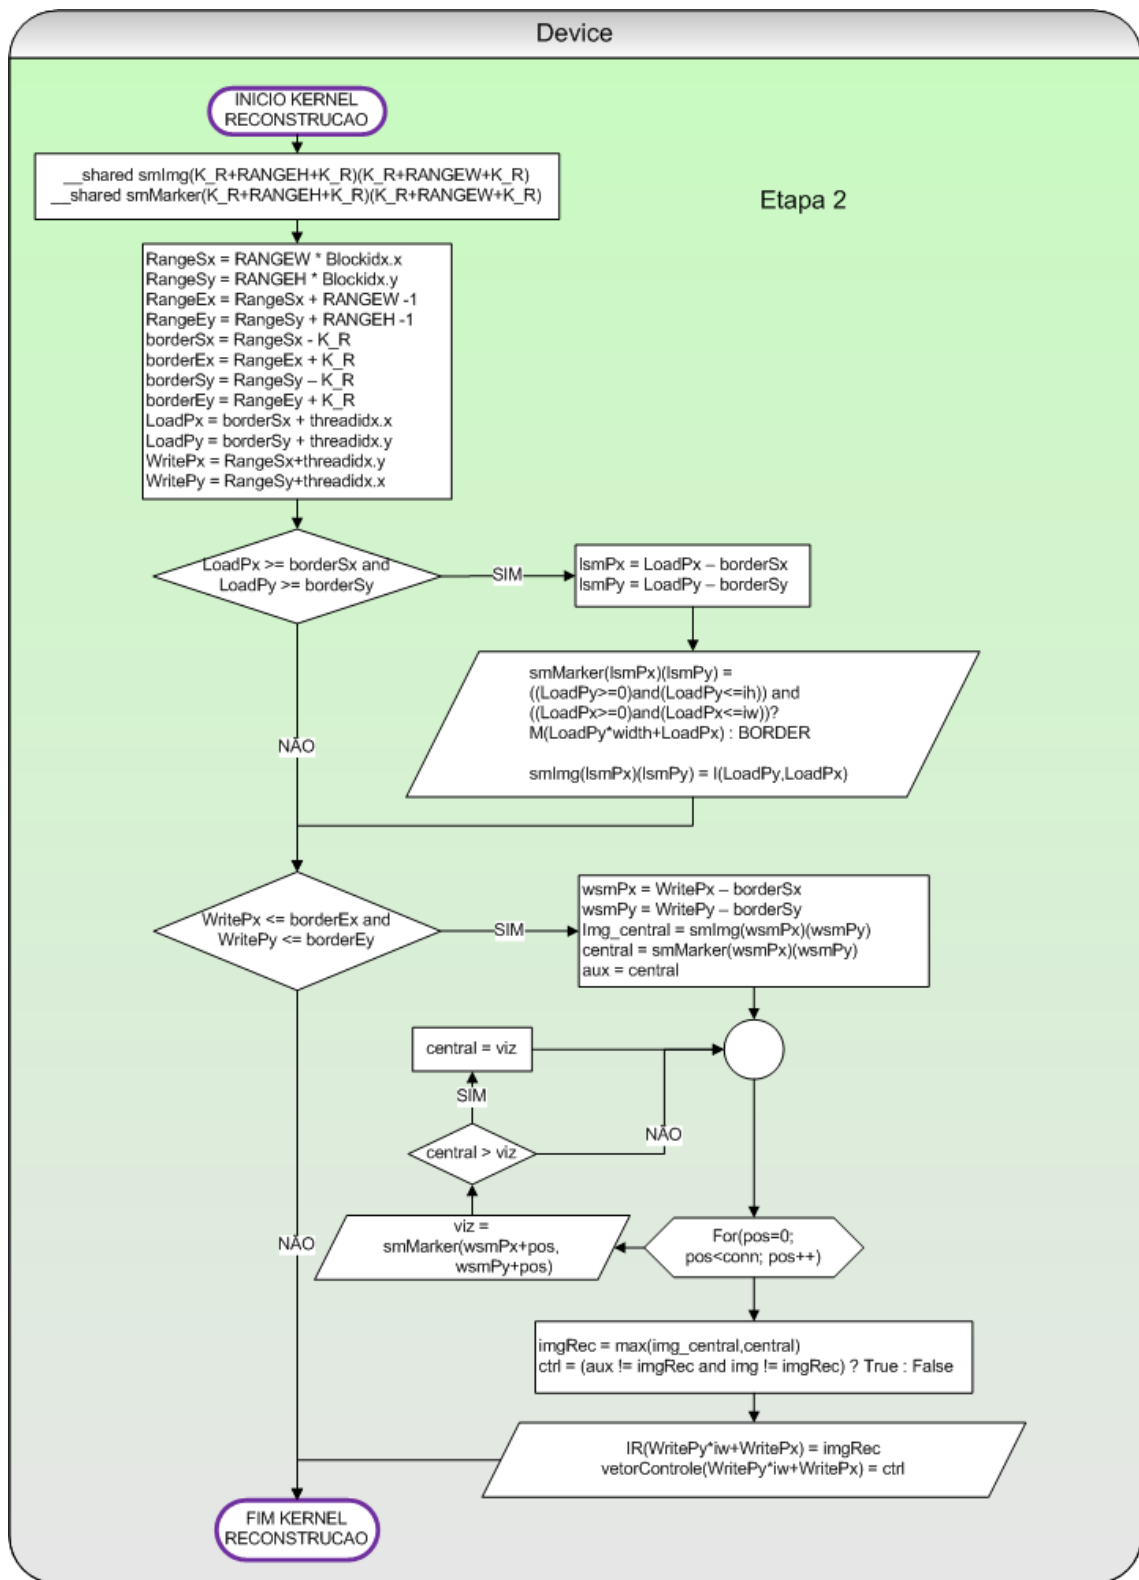 Device
INICIO KERNEL
RECONSTRUCAO
__shared smImg(K_R+RANGEH+K_R)(K_R+RANGEW+K_R)
__shared smMarker(K_R+RANGEH+K_R)(K_R+RANGEW+K_R)
Etapa 2
RangeSx = RANGEW * Blockidx.x
RangeSy = RANGEH * Blockidx.y
RangeEx = RangeSx + RANGEW -1
RangeEy = RangeSy + RANGEH -1
borderSx = RangeSx - K_R
borderEx = RangeEx + K_R
borderSy = RangeSy – K_R
borderEy = RangeEy + K_R
LoadPx = borderSx + threadidx.x
LoadPy = borderSy + threadidx.y
WritePx = RangeSx+threadidx.y
WritePy = RangeSy+threadidx.x
LoadPx >= borderSx and
LoadPy >= borderSy
SIM
lsmPx = LoadPx – borderSx
lsmPy = LoadPy – borderSy
smMarker(lsmPx)(lsmPy) =
((LoadPy>=0)and(LoadPy<=ih)) and
((LoadPx>=0)and(LoadPx<=iw))?
M(LoadPy*width+LoadPx) : BORDER
smImg(lsmPx)(lsmPy) = I(LoadPy,LoadPx)
NÃO
WritePx <= borderEx and
WritePy <= borderEy
SIM
wsmPx = WritePx – borderSx
wsmPy = WritePy – borderSy
Img_central = smImg(wsmPx)(wsmPy)
central = smMarker(wsmPx)(wsmPy)
aux = central
central = viz
SIM
NÃO
central > viz
viz =
smMarker(wsmPx+pos,
wsmPy+pos)
For(pos=0;
pos<conn; pos++)
NÃO
imgRec = max(img_central,central)
ctrl = (aux != imgRec and img != imgRec) ? True : False
IR(WritePy*iw+WritePx) = imgRec
vetorControle(WritePy*iw+WritePx) = ctrl
FIM KERNEL
RECONSTRUCAO